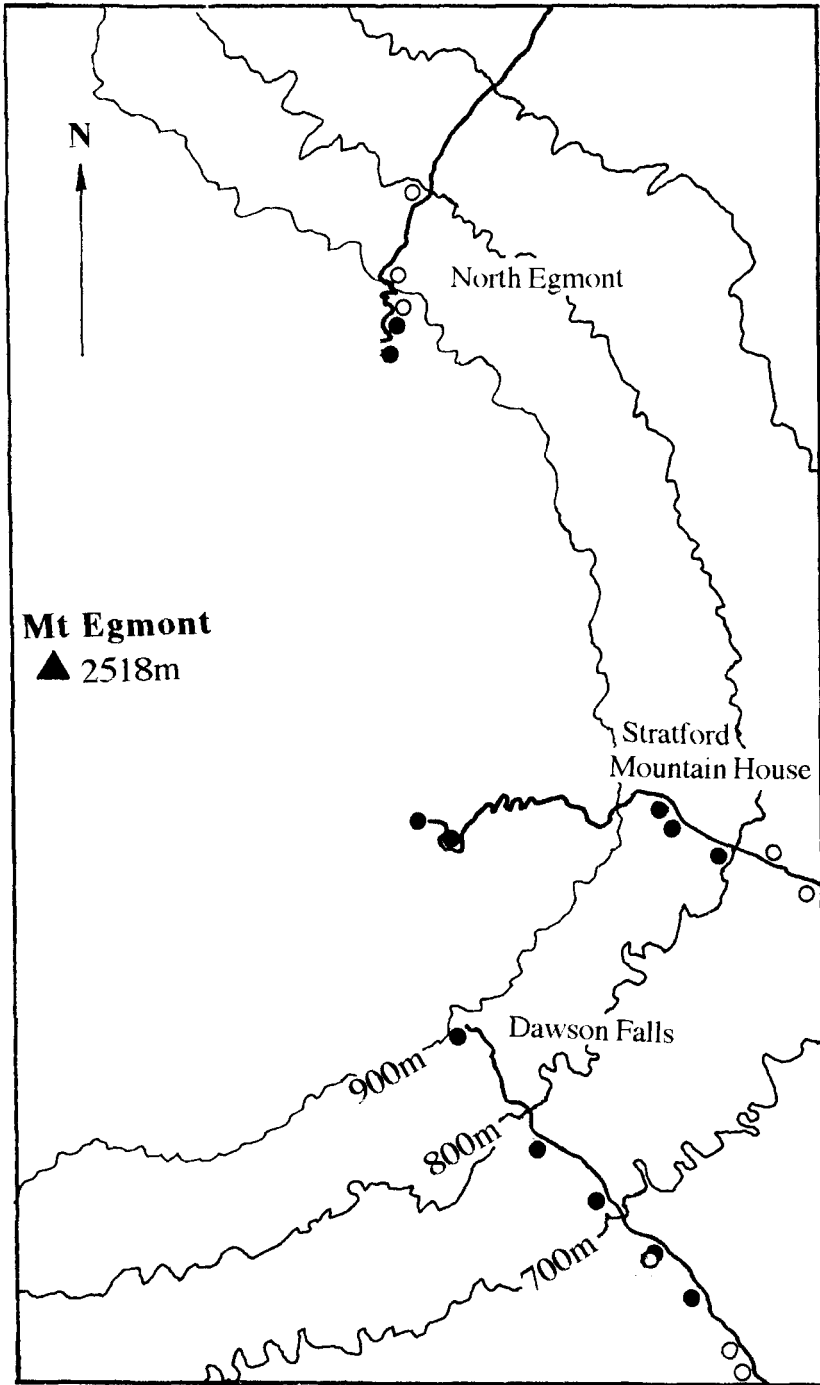 N
North Egmont
Mt Egmont
2518m
Stratford
Mountain House
Dawson Falls
900m
800m
700m